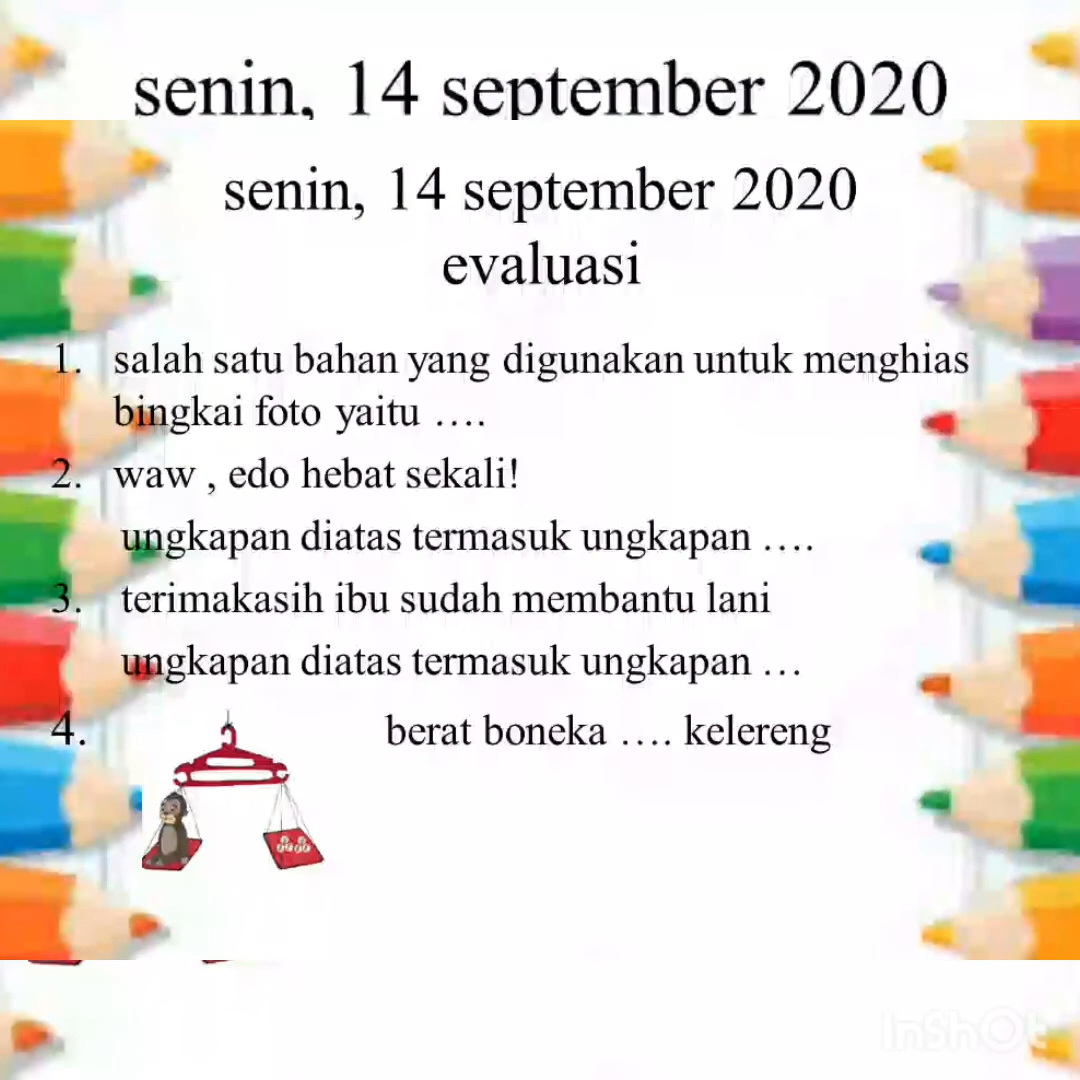 senin, 14 september 2020
senin, 14 september 2020
evaluasi
1. salah satu bahan yang digunakan untuk menghias
bingkai foto yaitu ....
2. waw , edo hebat sekali!
ungkapan diatas termasuk ungkapan ....
3. terimakasih ibu sudah membantu lani
ungkapan diatas termasuk ungkapan ...
4. berat boneka .... kelereng
InShOt